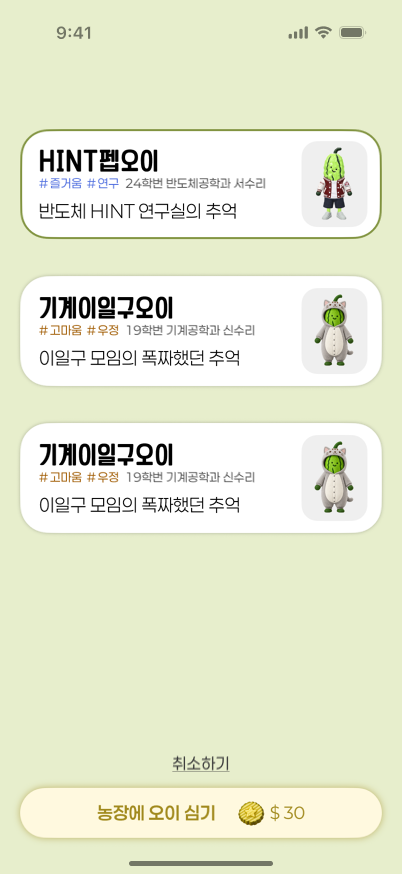 9:41
HINT펩오이
#즐거움 #연구 24학번 반도체공학과 서수리
반도체 HINT 연구실의 추억
기계이일구오이
#고마움 #우정 19학번 기계공학과 신수리
이일구 모임의 폭짜했던 추억
기계이일구오이
#고마움 #우정 19학번 기계공학과 신수리
이일구 모임의 폭짜했던 추억
취소하기
농장에 오이 심기 $ 30